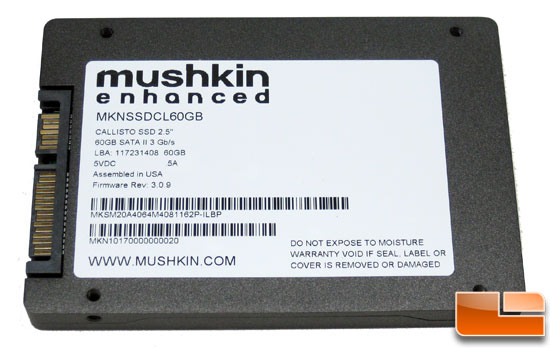 mushkin
enhanced
MKNSSDCL60GB
CALLISTO SSD 2.5"
60GB SATA II 3 Gb/s
LBA: 117231408 60GB
5VDC .5A
Assembled in USA
Firmware Rev: 3.0.9
MKSM20A4064M4081162P-ILBP
MKN10170000000020
WWW.MUSHKIN.COM
DO NOT EXPOSE TO MOISTURE
WARRANTY VOID IF SEAL, LABEL OR
COVER IS REMOVED OR DAMAGED